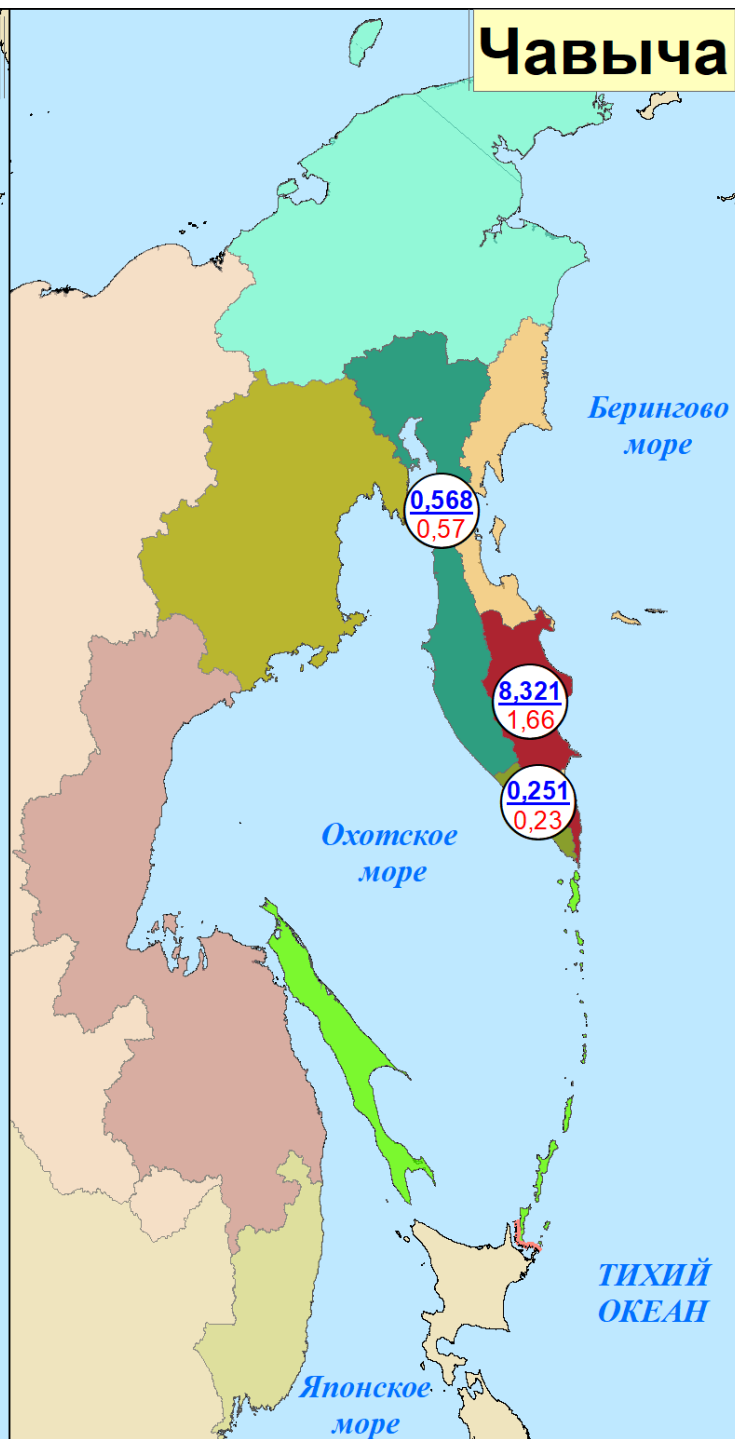 Чавыча
Берингово
море
0,568
0,57
8,321
1,66
0,251
0,23
Охотское
море
ТИХИЙ
ОКЕАН
Японское
море